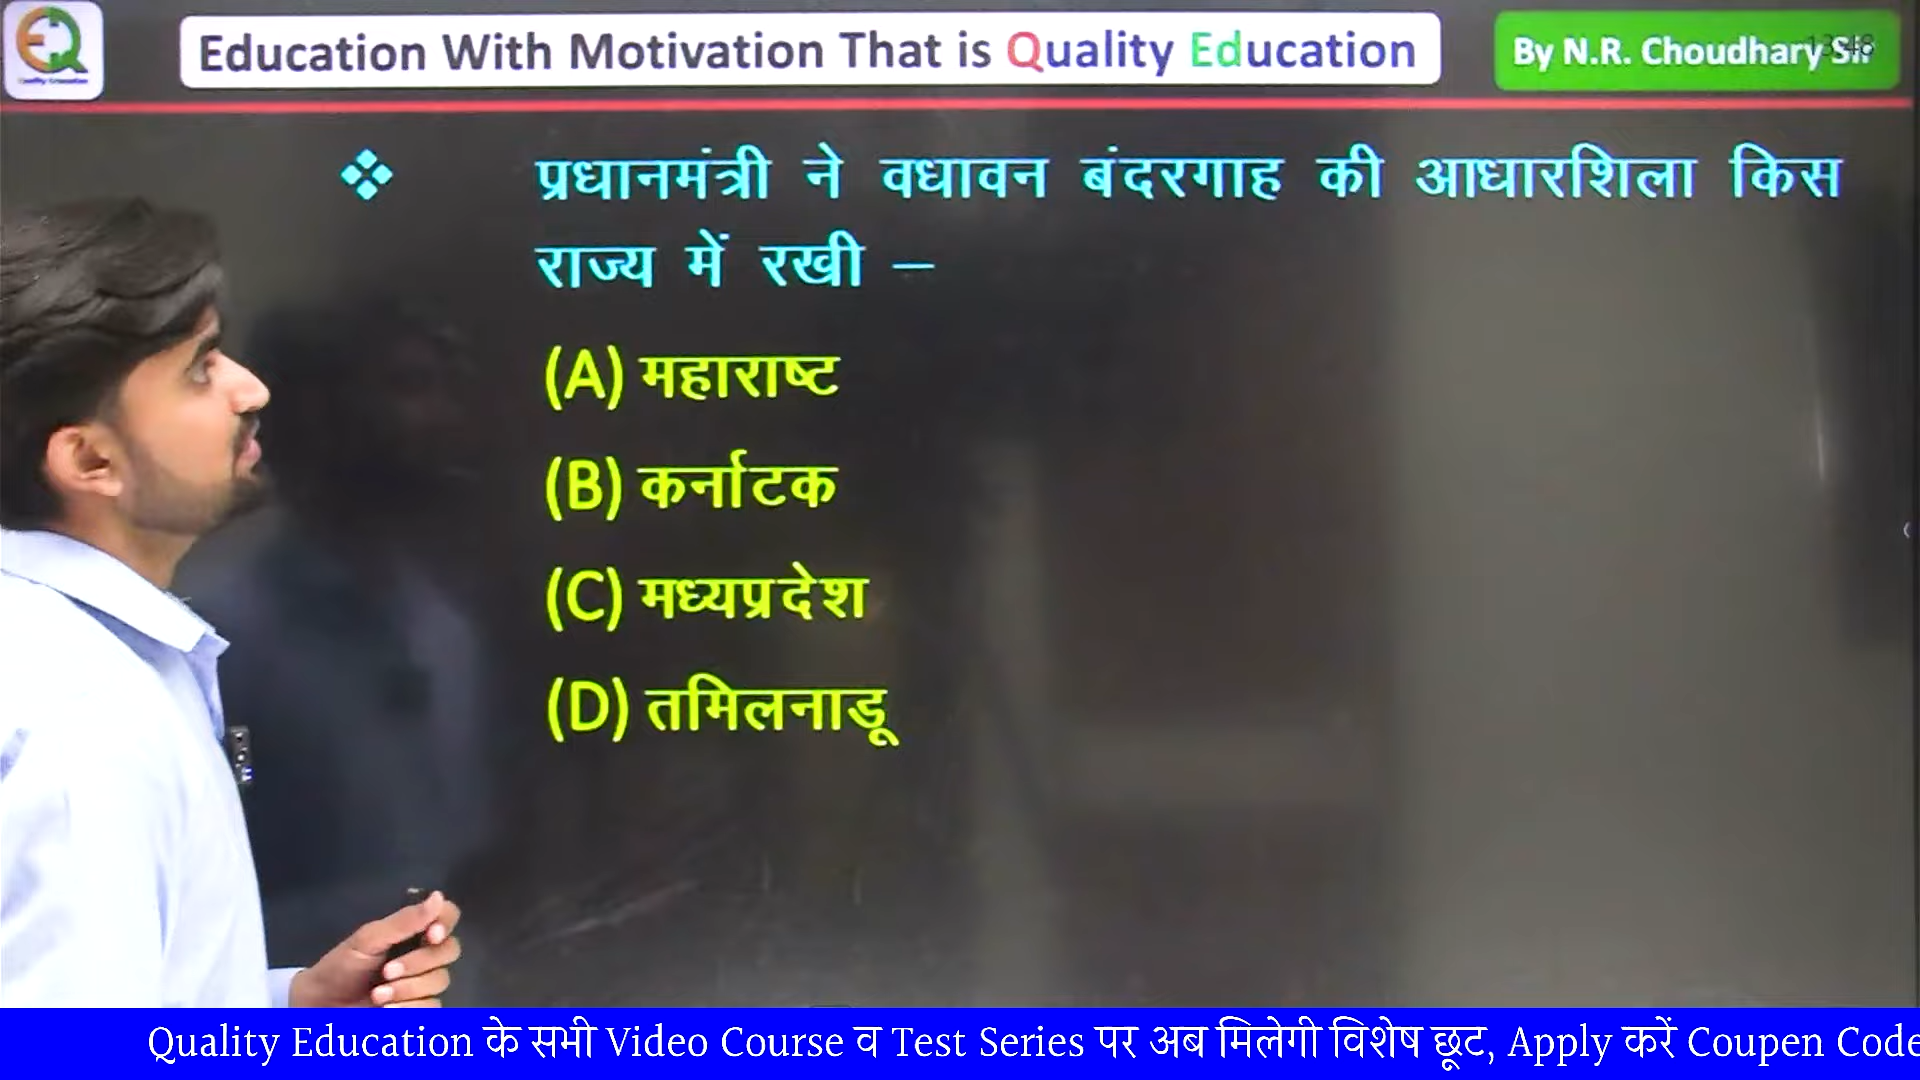 Education With Motivation That is Quality Education
By N.R. Choudhary Sir
13:48
❖ प्रधानमंत्री ने वधावन बंदरगाह की आधारशिला किस
राज्य में रखी –
(A) महाराष्ट
(B) कर्नाटक
(C) मध्यप्रदेश
(D) तमिलनाडू
Quality Education के सभी Video Course व Test Series पर अब मिलेगी विशेष छूट, Apply करें Coupen Code